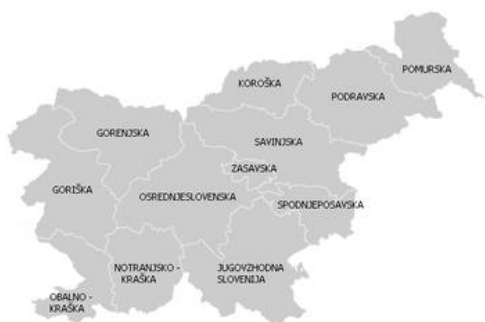 POMURSKA
KOROŠKA
PODRAVSKA
GORENJSKA
SAVINJSKA
ZASAVSKA
GORIŠKA
OSREDNJESLOVENSKA
SPODNJEPOSAVSKA
NOTRANJSKO -
KRAŠKA
JUGOVZHODNA
SLOVENIJA
OBALNO -
KRAŠKA